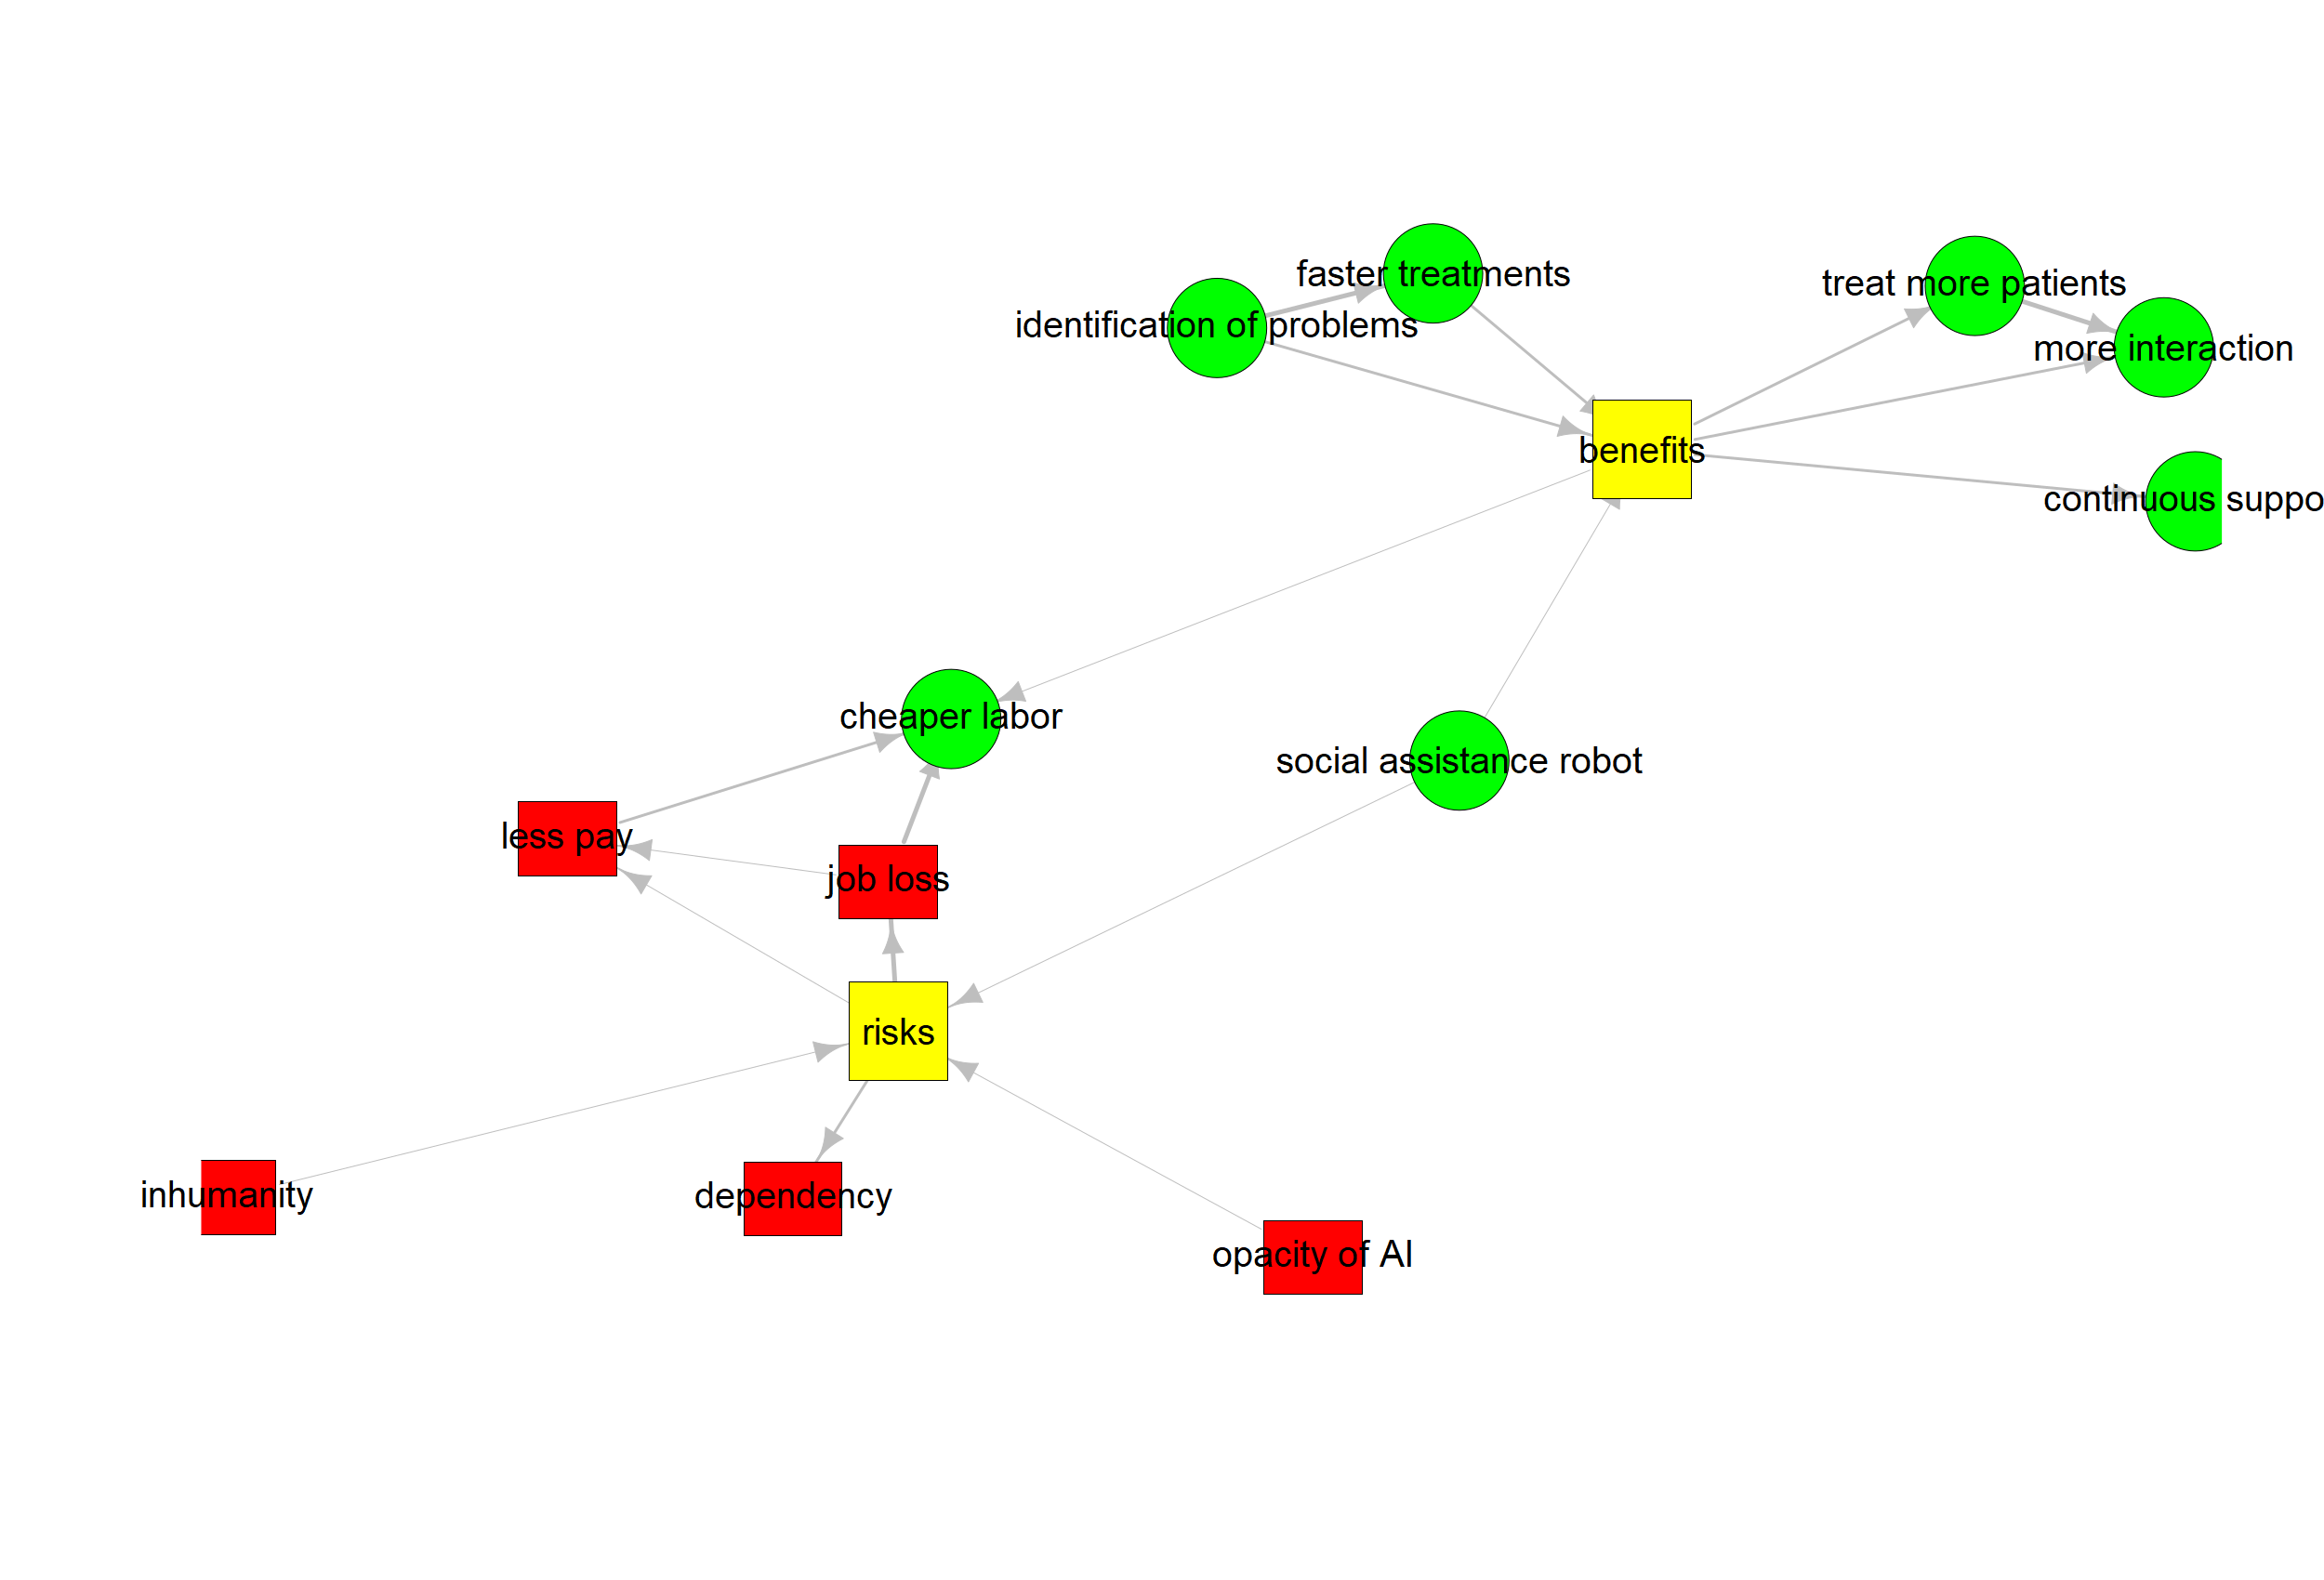 faster treatments
treat more patients
identification of problems
more interaction
benefits
continuous suppo
cheaper labor
social assistance robot
less pay
job loss
risks
inhumanity
dependency
opacity of AI